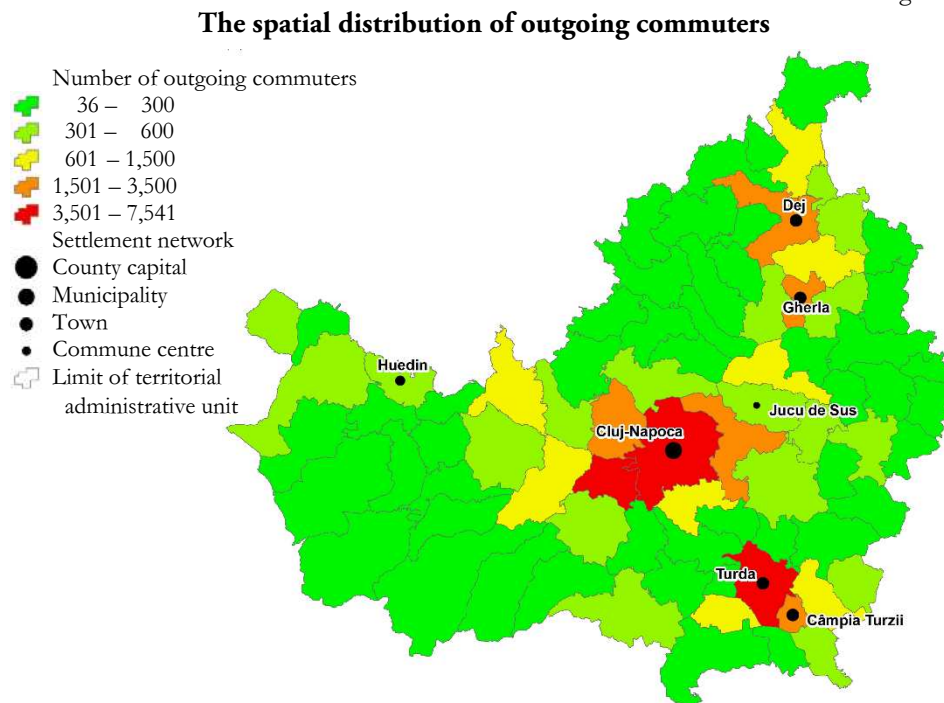 The spatial distribution of outgoing commuters
Number of outgoing commuters
36 – 300
301 – 600
601 – 1,500
1,501 – 3,500
3,501 – 7,541
Settlement network
County capital
Municipality
Town
Commune centre
Limit of territorial
administrative unit
Dej
Gherla
Huedin
Jucu de Sus
Cluj-Napoca
Turda
Câmpia Turzii